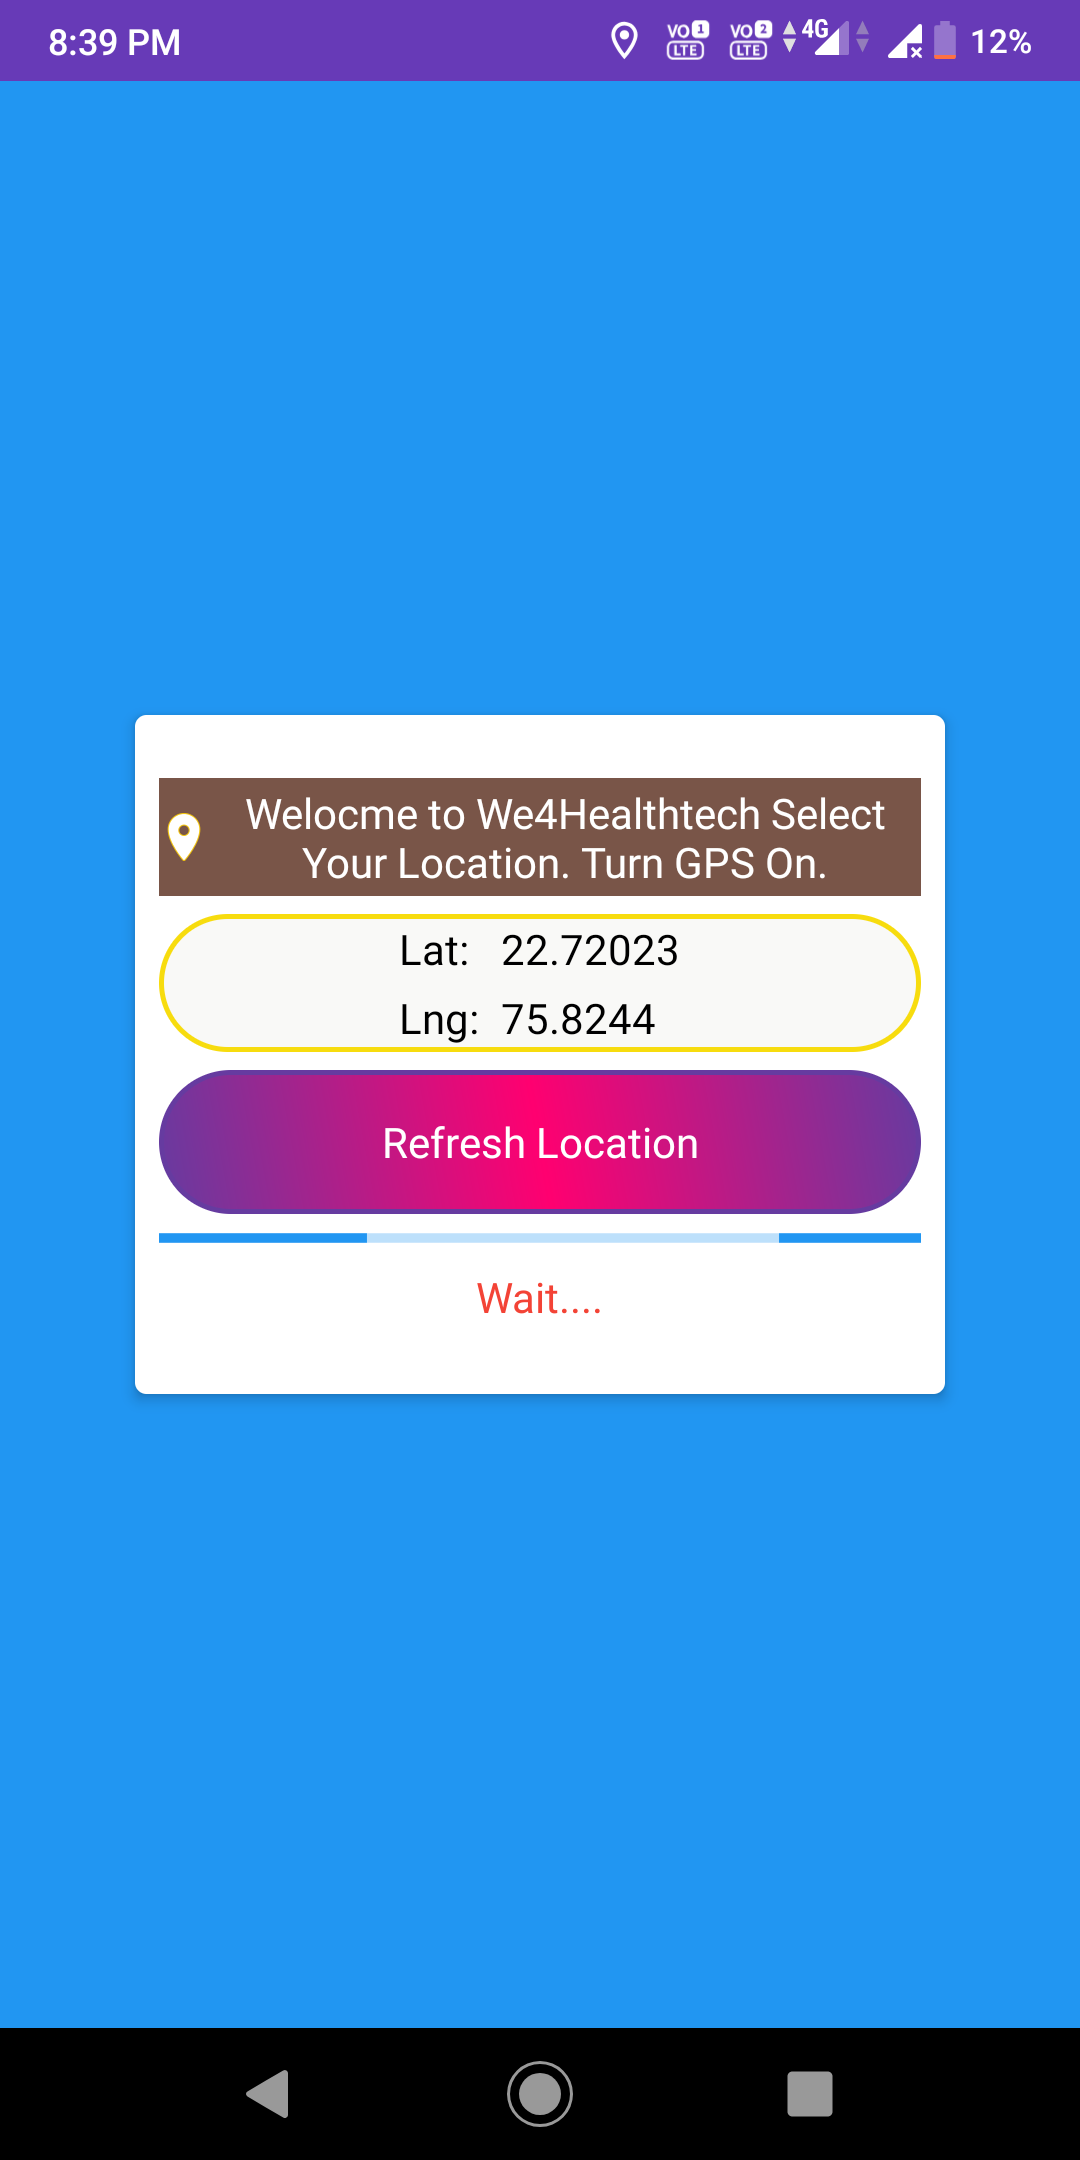 8:39 PM VO 1 LTE VO 2 LTE 4G 12%
Welocme to We4Healthtech Select
Your Location. Turn GPS On.
Lat: 22.72023
Lng: 75.8244
Refresh Location
Wait....